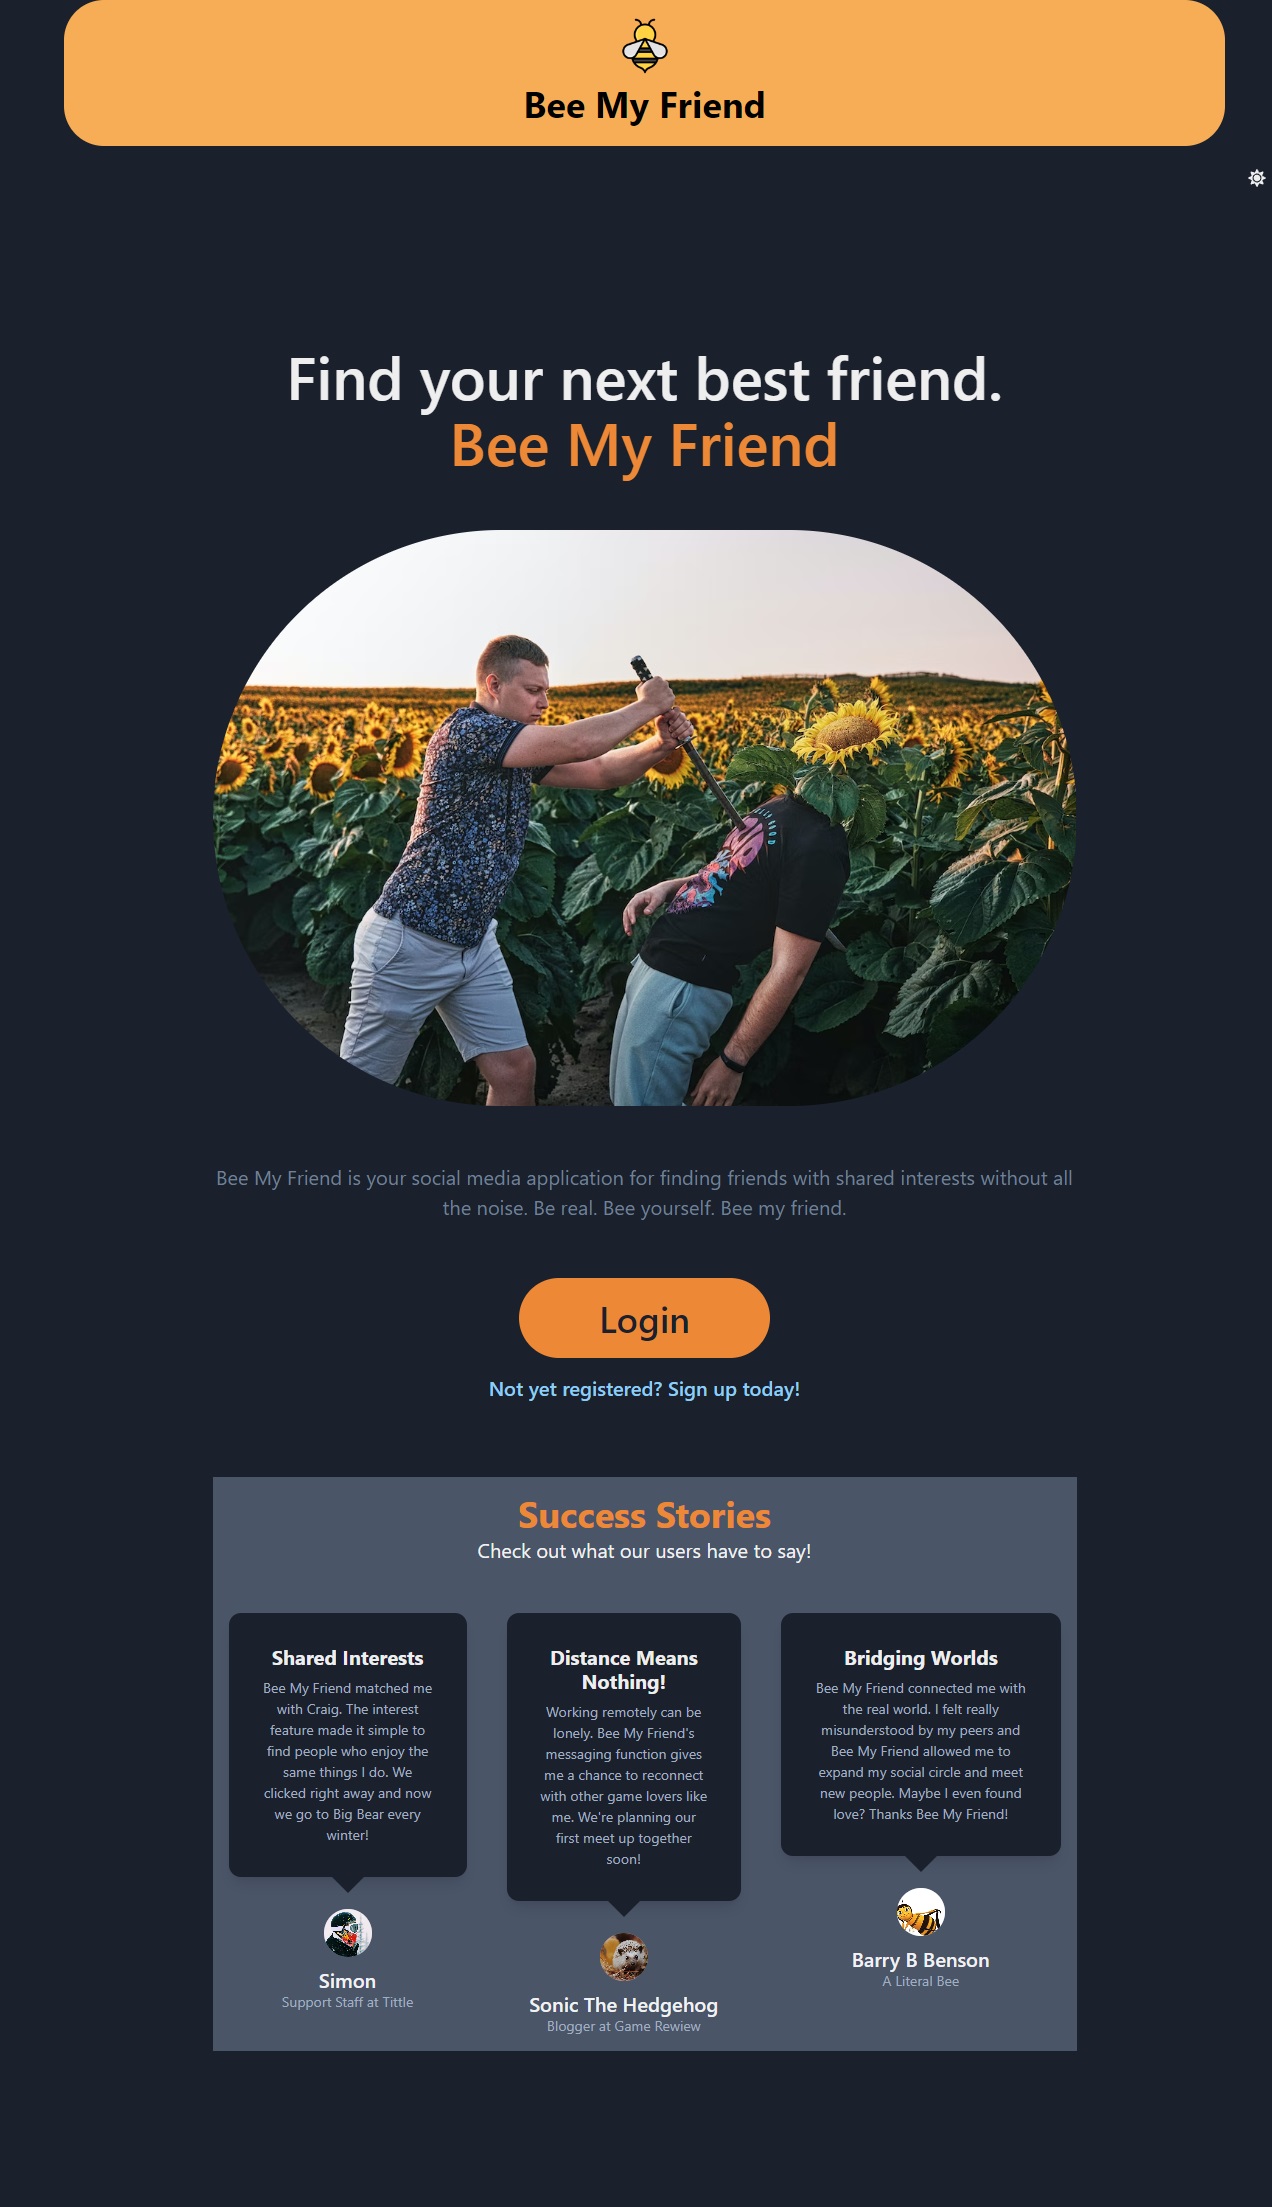 Bee My Friend
Find your next best friend.
Bee My Friend
Bee My Friend is your social media application for finding friends with shared interests without all
the noise. Be real. Bee yourself. Bee my friend.
Login
Not yet registered? Sign up today!
Success Stories
Check out what our users have to say!
Shared Interests
Bee My Friend matched me
with Craig. The interest
feature made it simple to
find people who enjoy the
same things I do. We
clicked right away and now
we go to Big Bear every
winter!
Simon
Support Staff at Tittle
Distance Means
Nothing!
Working remotely can be
lonely. Bee My Friend's
messaging function gives
me a chance to reconnect
with other game lovers like
me. We're planning our
first meet up together
soon!
Sonic The Hedgehog
Blogger at Game Rewiew
Bridging Worlds
Bee My Friend connected me with
the real world. I felt really
misunderstood by my peers and
Bee My Friend allowed me to
expand my social circle and meet
new people. Maybe I even found
love? Thanks Bee My Friend!
Barry B Benson
A Literal Bee